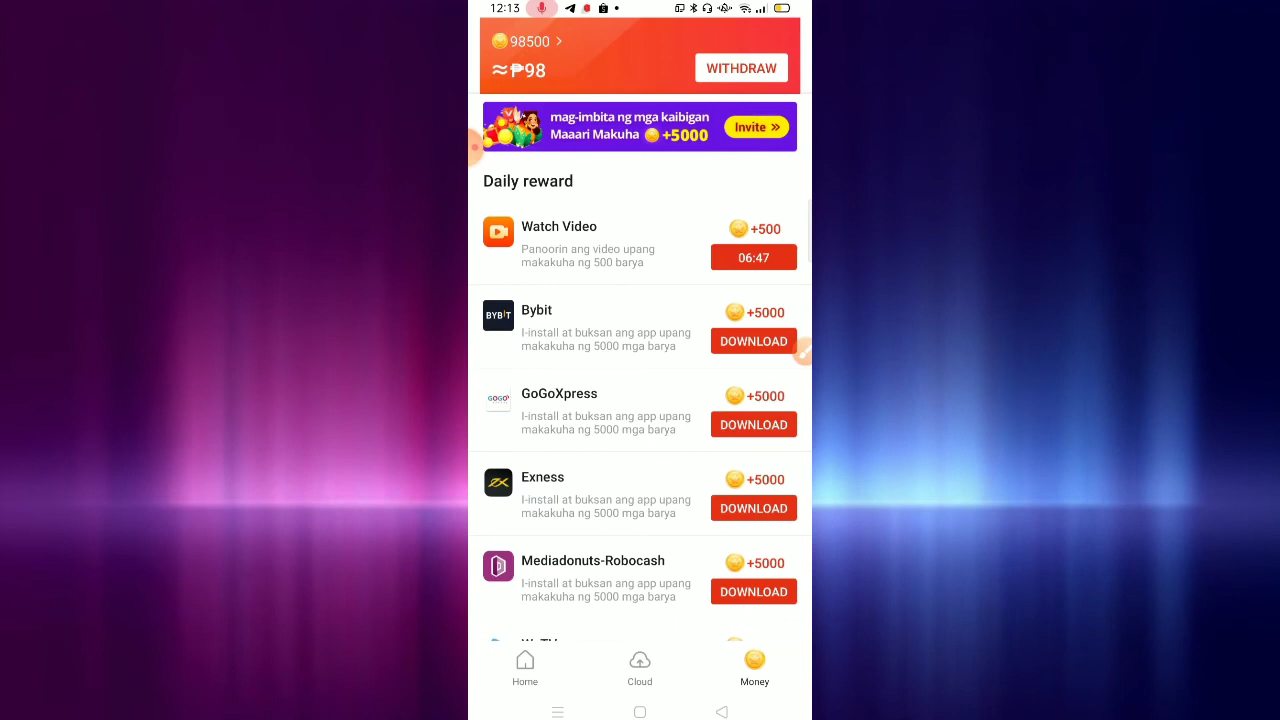 12:13
98500 >
≈₱98
WITHDRAW
mag-imbita ng mga kaibigan
Maaari Makuha +5000
Invite »
Daily reward
Watch Video
+500
Panoorin ang video upang
makakuha ng 500 barya
06:47
BYBIT
Bybit
+5000
I-install at buksan ang app upang
makakuha ng 5000 mga barya
DOWNLOAD
GOGO
GoGoXpress
+5000
I-install at buksan ang app upang
makakuha ng 5000 mga barya
DOWNLOAD
Exness
+5000
I-install at buksan ang app upang
makakuha ng 5000 mga barya
DOWNLOAD
Mediadonuts-Robocash
+5000
I-install at buksan ang app upang
makakuha ng 5000 mga barya
DOWNLOAD
Home
Cloud
Money